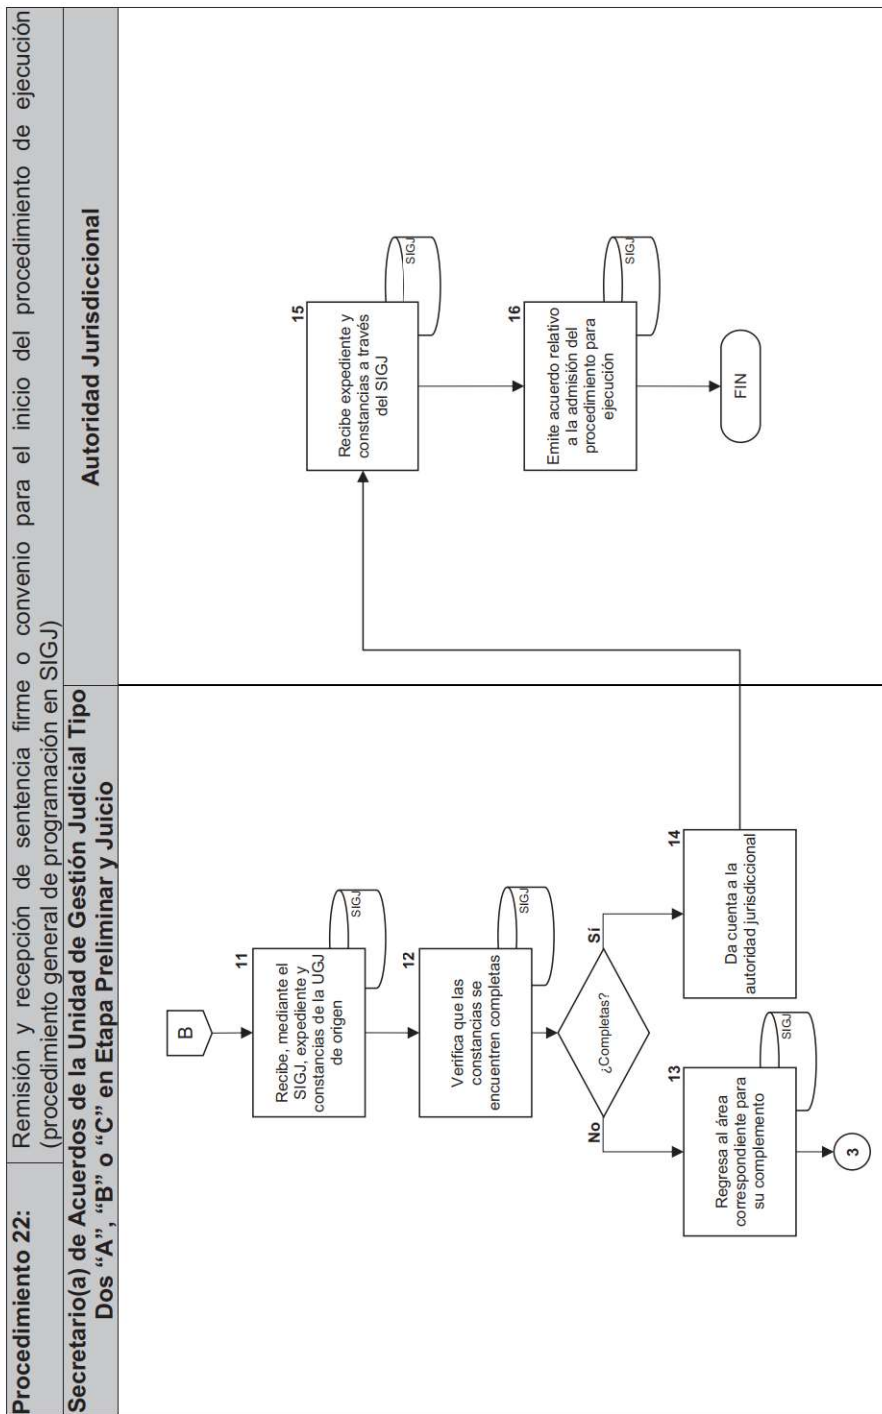 Procedimiento 22:
Remisión y recepción de sentencia firme o convenio para el inicio del procedimiento de ejecución
(procedimiento general de programación en SIGJ)
Secretario(a) de Acuerdos de la Unidad de Gestión Judicial Tipo
Dos “A”, “B” o “C” en Etapa Preliminar y Juicio
Autoridad Jurisdiccional
B
11
Recibe, mediante el
SIGJ, expediente y
constancias de la UGJ
de origen
SIGJ
12
Verifica que las
constancias se
encuentren completas
SIGJ
¿Completas?
No
Sí
13
Regresa al área
correspondiente para
su complemento
SIGJ
3
14
Da cuenta a la
autoridad jurisdiccional
15
Recibe expediente y
constancias a través
del SIGJ
SIGJ
16
Emite acuerdo relativo
a la admisión del
procedimiento para
ejecución
SIGJ
FIN